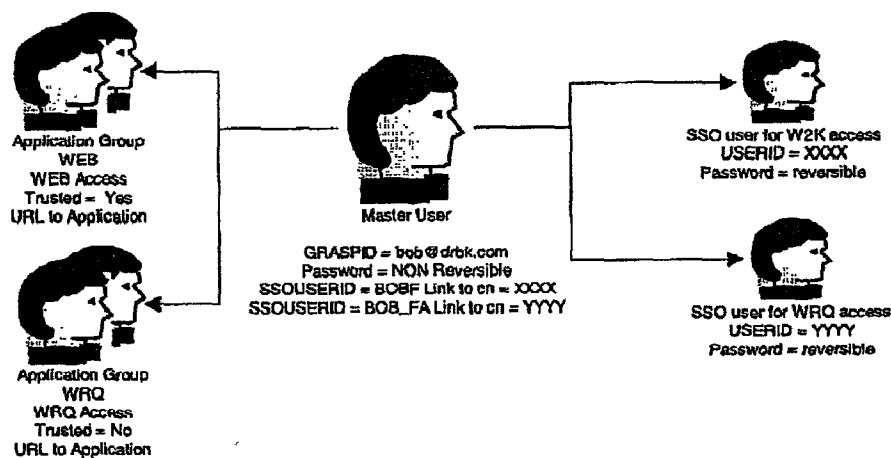 Application Group
WEB
WEB Access
Trusted = Yes
URL to Application
Application Group
WRQ
WRQ Access
Trusted = No
URL to Application
Master User
GRASPID = bob@drbk.com
Password = NON Reversible
SSOUSERID = BOBF Link to cn = XXXX
SSOUSERID = BOB_FA Link to cn = YYYY
SSO user for W2K access
USERID = XXXX
Password = reversible
SSO user for WRQ access
USERID = YYYY
Password = reversible